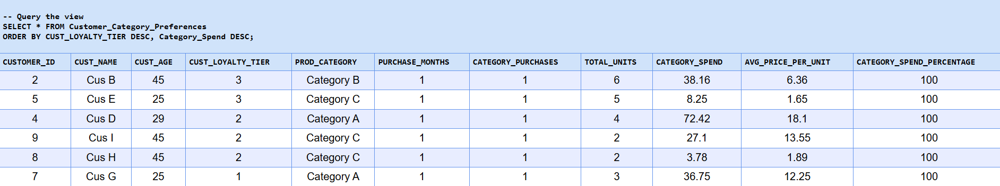 -- Query the view
SELECT * FROM Customer_Category_Preferences
ORDER BY CUST_LOYALTY_TIER DESC, Category_Spend DESC;
CUSTOMER_ID CUST_NAME CUST_AGE CUST_LOYALTY_TIER PROD_CATEGORY PURCHASE_MONTHS CATEGORY_PURCHASES TOTAL_UNITS CATEGORY_SPEND AVG_PRICE_PER_UNIT CATEGORY_SPEND_PERCENTAGE
2 Cus B 45 3 Category B 1 1 6 38.16 6.36 100
5 Cus E 25 3 Category C 1 1 5 8.25 1.65 100
4 Cus D 29 2 Category A 1 1 4 72.42 18.1 100
9 Cus I 45 2 Category C 1 1 2 27.1 13.55 100
8 Cus H 45 2 Category C 1 1 2 3.78 1.89 100
7 Cus G 25 1 Category A 1 1 3 36.75 12.25 100